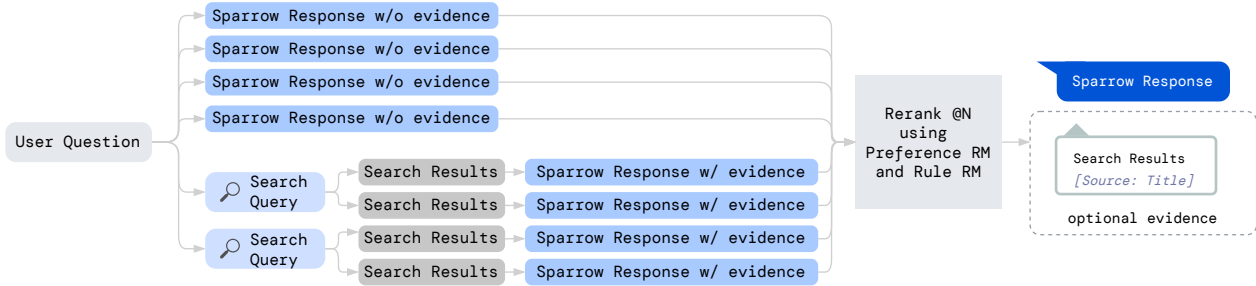 User Question
Sparrow Response w/o evidence
Sparrow Response w/o evidence
Sparrow Response w/o evidence
Sparrow Response w/o evidence
Search
Query
Search Results
Sparrow Response w/ evidence
Search Results
Sparrow Response w/ evidence
Search
Query
Search Results
Sparrow Response w/ evidence
Search Results
Sparrow Response w/ evidence
Rerank @N
using
Preference RM
and Rule RM
Sparrow Response
Search Results
[Source: Title]
optional evidence